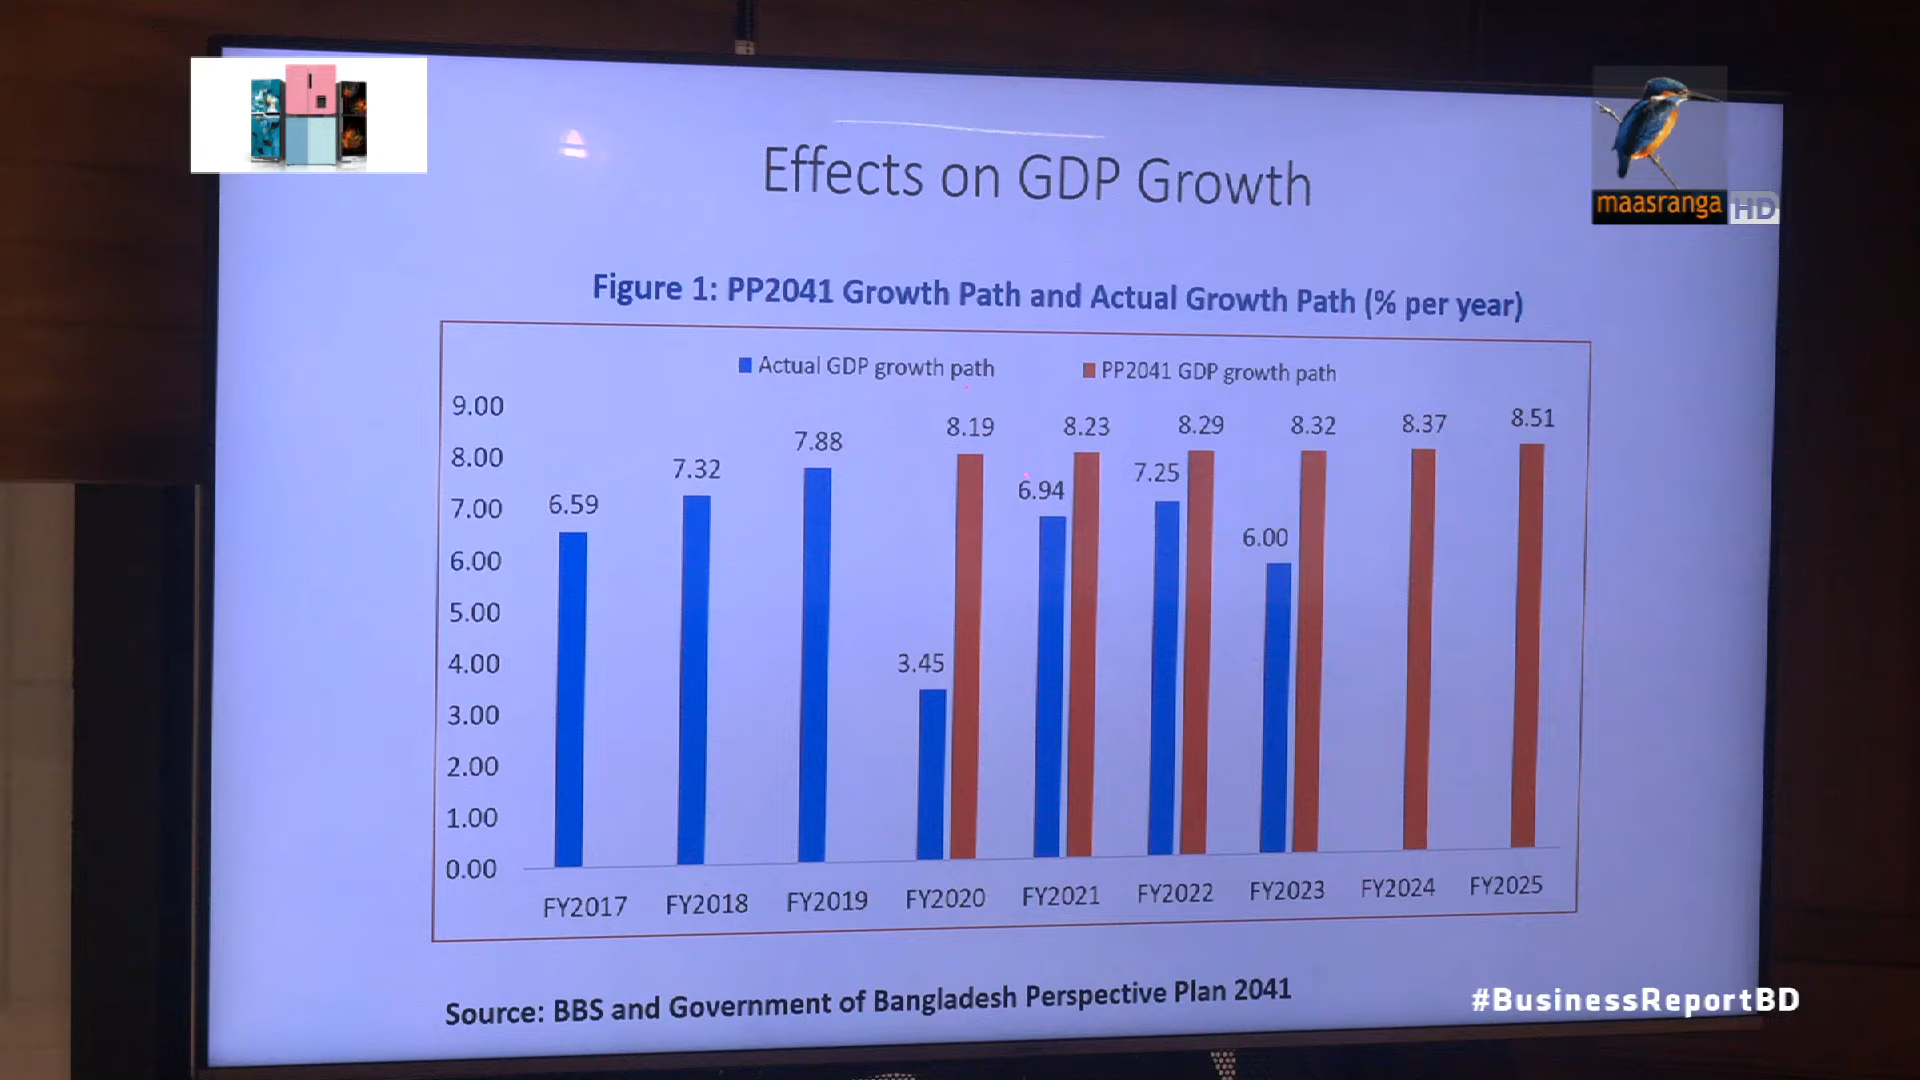 maasranga HD
Effects on GDP Growth
Figure 1: PP2041 Growth Path and Actual Growth Path (% per year)
Actual GDP growth path PP2041 GDP growth path
9.00
8.00
7.00
6.00
5.00
4.00
3.00
2.00
1.00
0.00
6.59 7.32 7.88 3.45 8.19 6.94 8.23 7.25 8.29 6.00 8.32 8.37 8.51
FY2017 FY2018 FY2019 FY2020 FY2021 FY2022 FY2023 FY2024 FY2025
Source: BBS and Government of Bangladesh Perspective Plan 2041
#BusinessReportBD